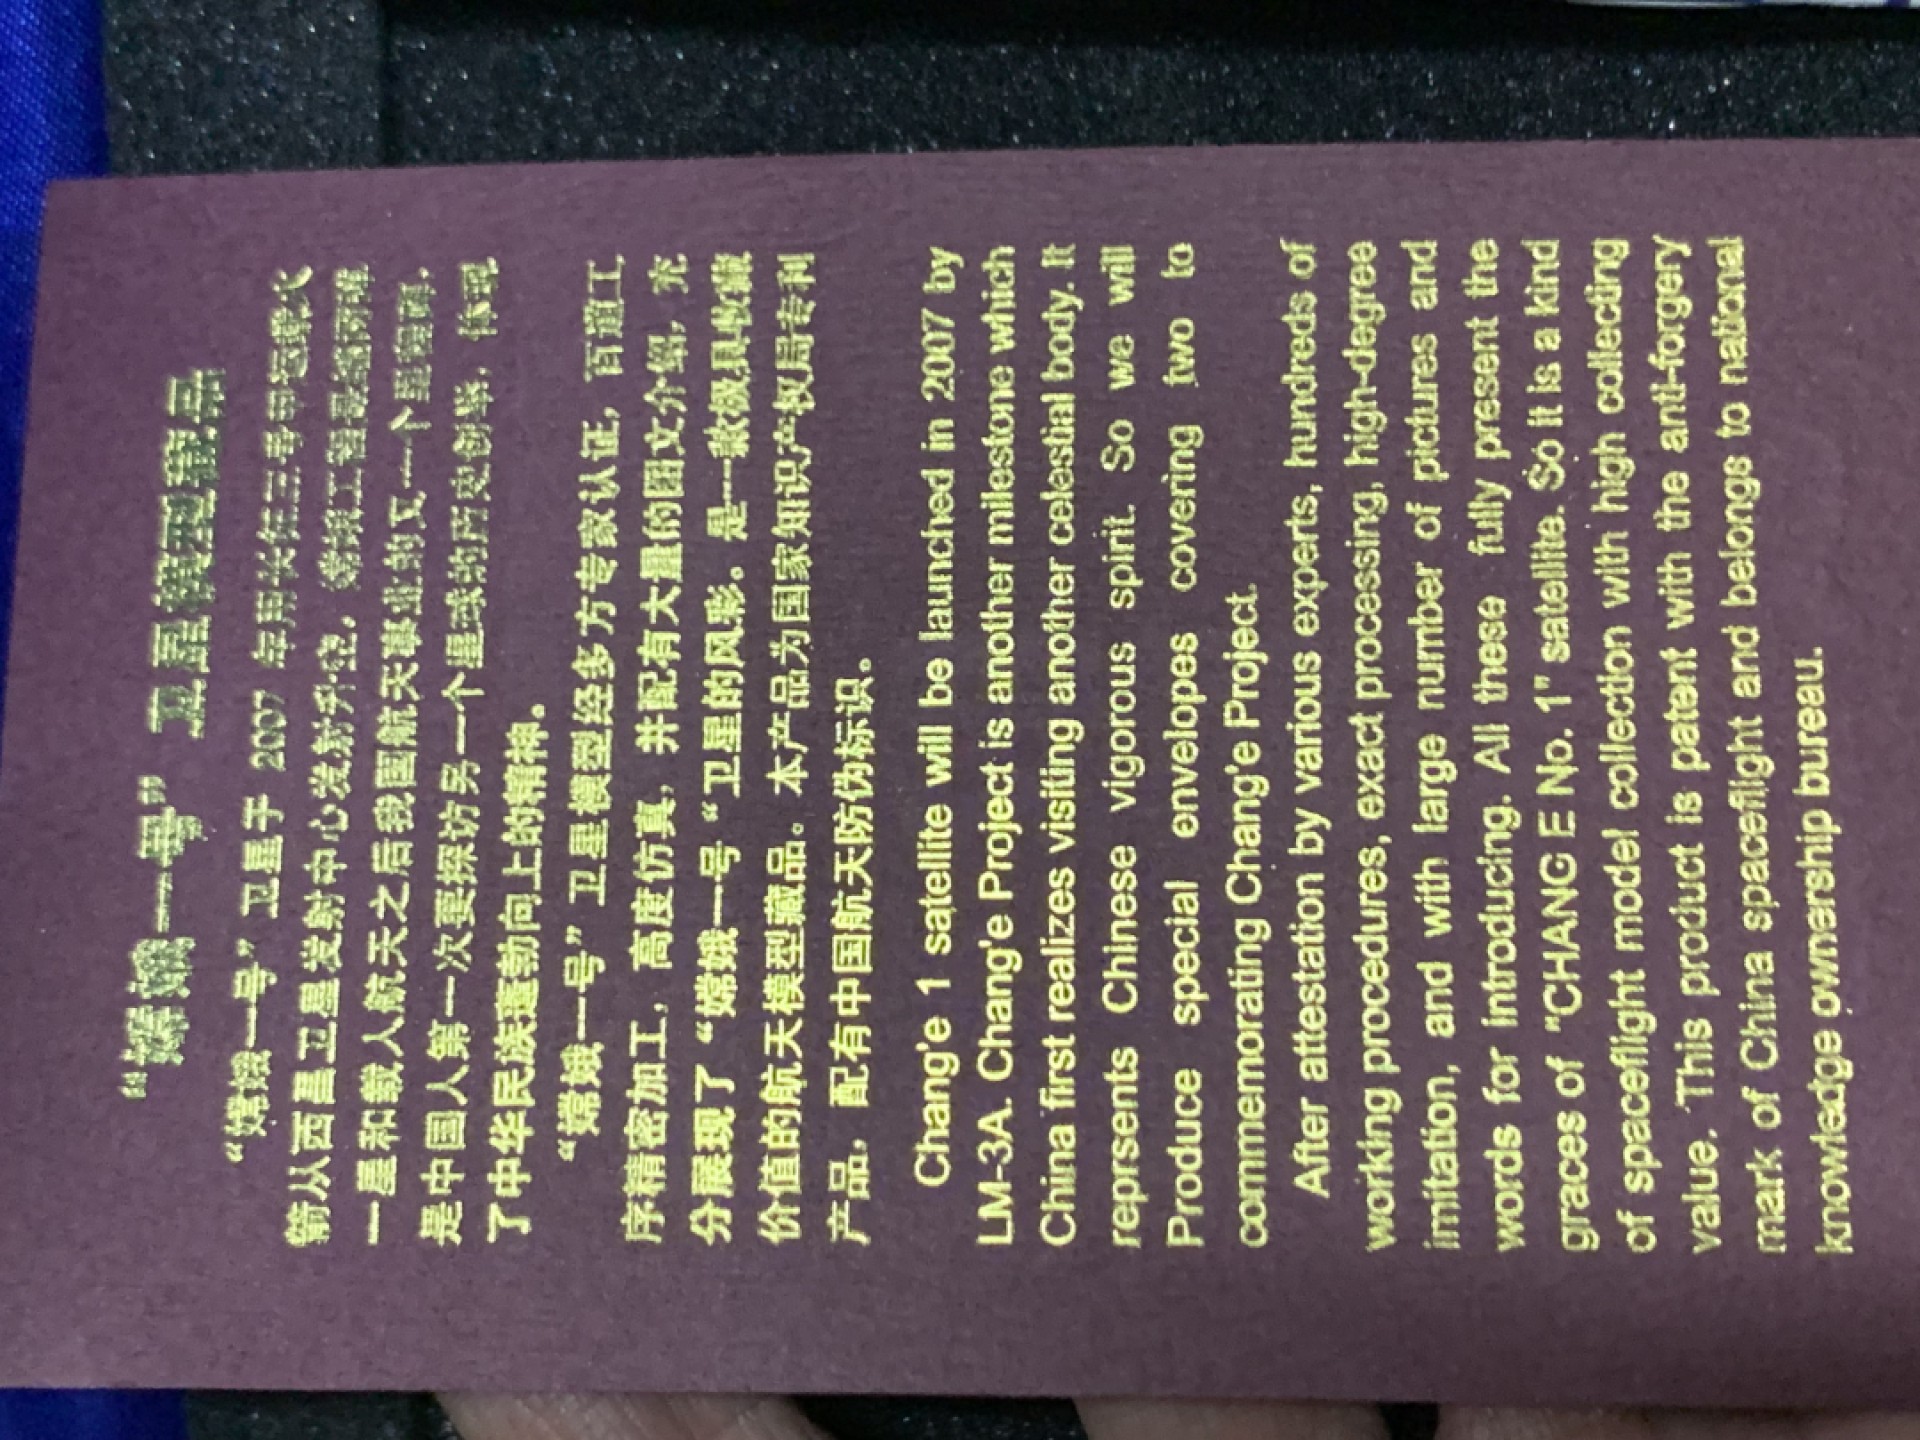 “嫦娥一号”卫星模型藏品
“嫦娥一号”卫星于 2007 年用长征三号甲运载火
箭从西昌卫星发射中心发射升空。嫦娥工程是继两弹
一星和载人航天之后我国航天事业的又一个里程碑，
是中国人第一次要探访另一个星球的历史创举，体现
了中华民族蓬勃向上的精神。
“嫦娥一号”卫星模型经多方专家认证，百道工
序精密加工，高度仿真，并配有大量的图文介绍，充
分展现了“嫦娥一号“卫星的风彩。是一款极具收藏
价值的航天模型藏品。本产品为国家知识产权局专利
产品，配有中国航天防伪标识。
Chang'e 1 satellite will be launched in 2007 by
LM-3A. Chang'e Project is another milestone which
China first realizes visiting another celestial body. It
reprsents Chinese vigorous spirit. So we will
Produce special envelopes covering two to
commemorating Chang'e Project.
After attestation by various experts, hundreds of
working procedures, exact processing, high-degree
imitation, and with large number of pictures and
words for introducing. All these fully present the
graces of "CHANG E No. 1" satellite. So it is a kind
of spaceflight model collection with high collecting
value. This product is patent with the anti-forgery
mark of China spaceflight and belongs to national
knowledge ownership bureau.